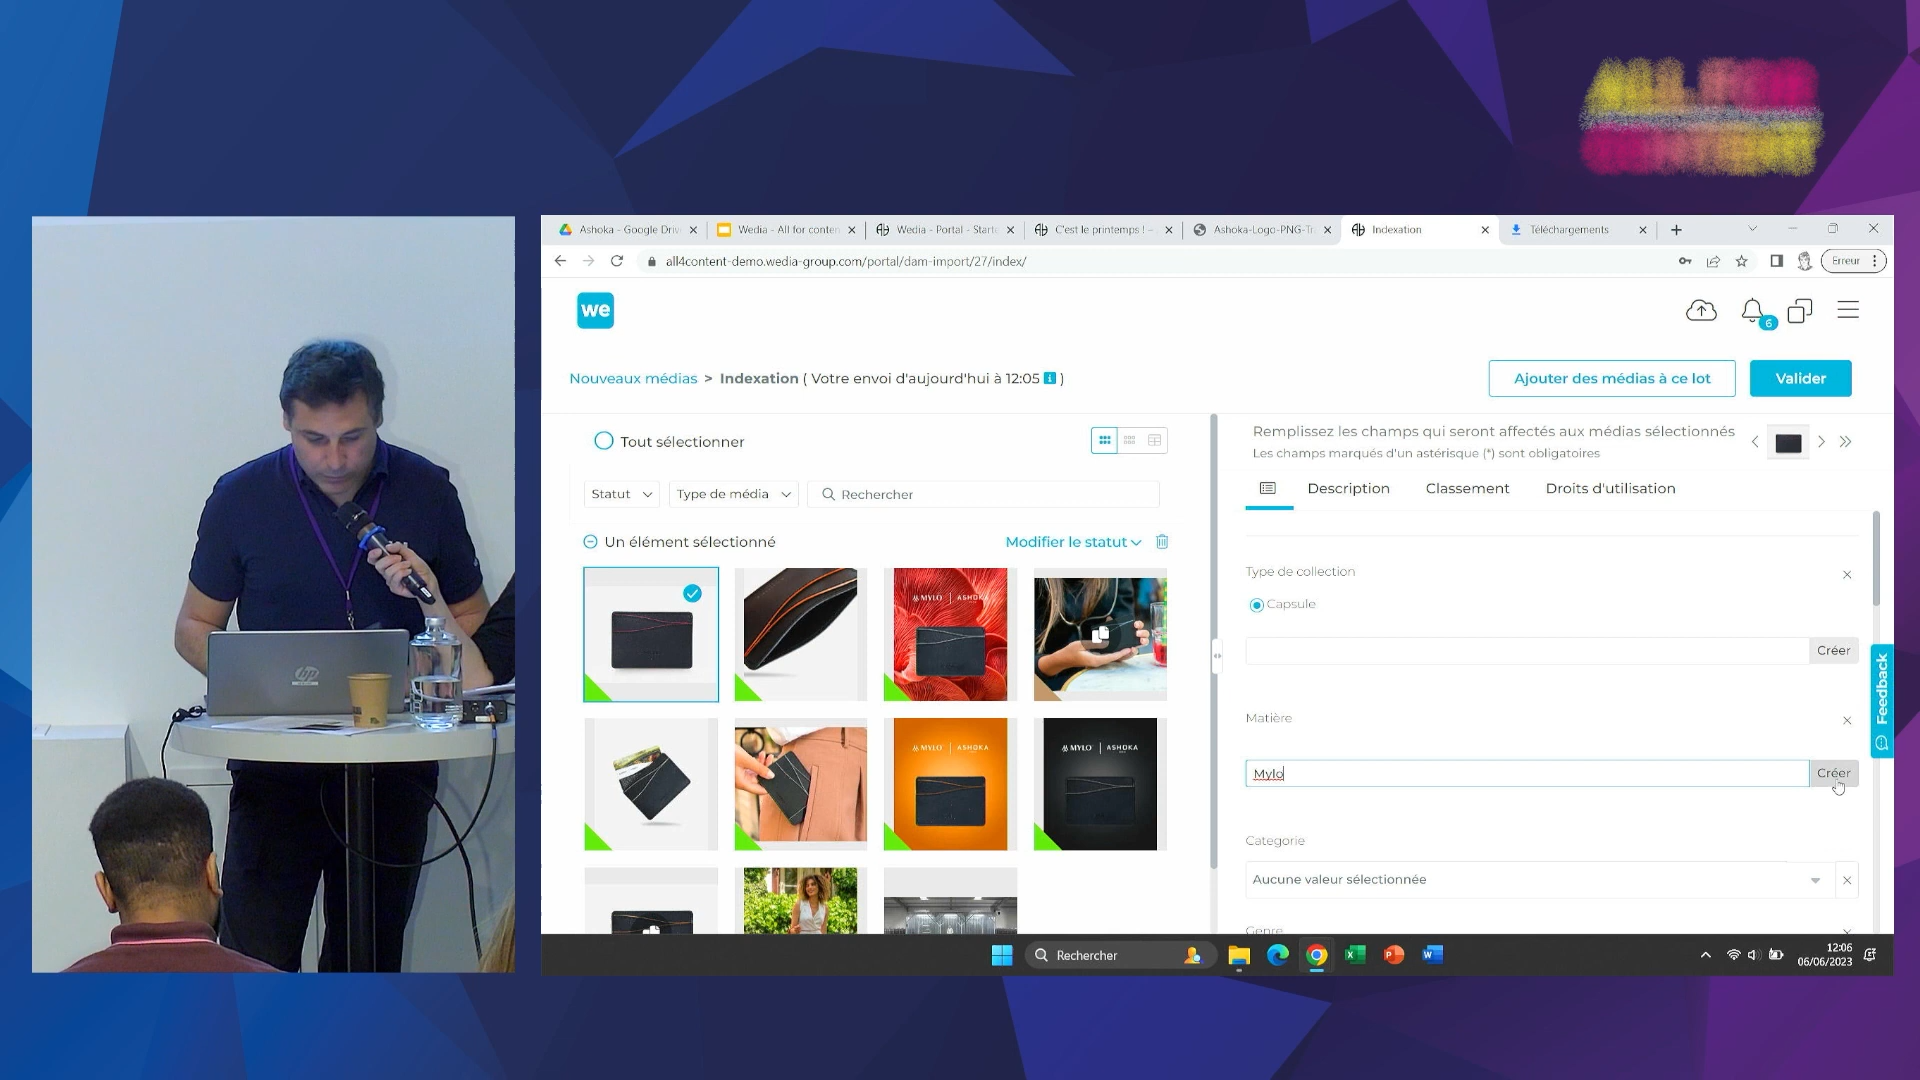 Ashoka - Google Driv
Wedia - All for conten
Wedia - Portal - Start
C'est le printemps ! –
Ashoka-Logo-PNG-Tr
Indexation
Téléchargements
all4content-demo.wedia-group.com/portal/dam-import/27/index/
Erreur
we
6
Nouveaux médias > Indexation ( Votre envoi d'aujourd'hui à 12:05 i )
Ajouter des médias à ce lot
Valider
Tout sélectionner
Statut
Type de média
Rechercher
Un élément sélectionné
Modifier le statut
MYLO | ASHOKA
MYLO | ASHOKA
MYLO | ASHOKA
Remplissez les champs qui seront affectés aux médias sélectionnés
Les champs marqués d'un astérisque (*) sont obligatoires
Description
Classement
Droits d'utilisation
Type de collection
Capsule
Créer
Matière
Mylo
Créer
Categorie
Aucune valeur sélectionnée
Genre
Feedback
hp
Rechercher
12:06
06/06/2023